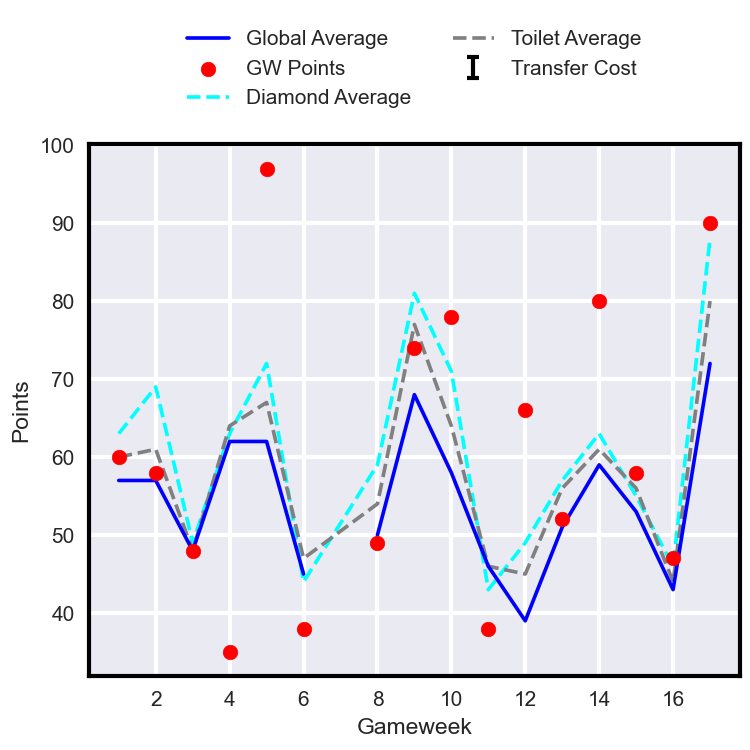 Global Average
Toilet Average
GW Points
Transfer Cost
Diamond Average
100
90
80
70
60
50
40
Points
2 4 6 8 10 12 14 16
Gameweek